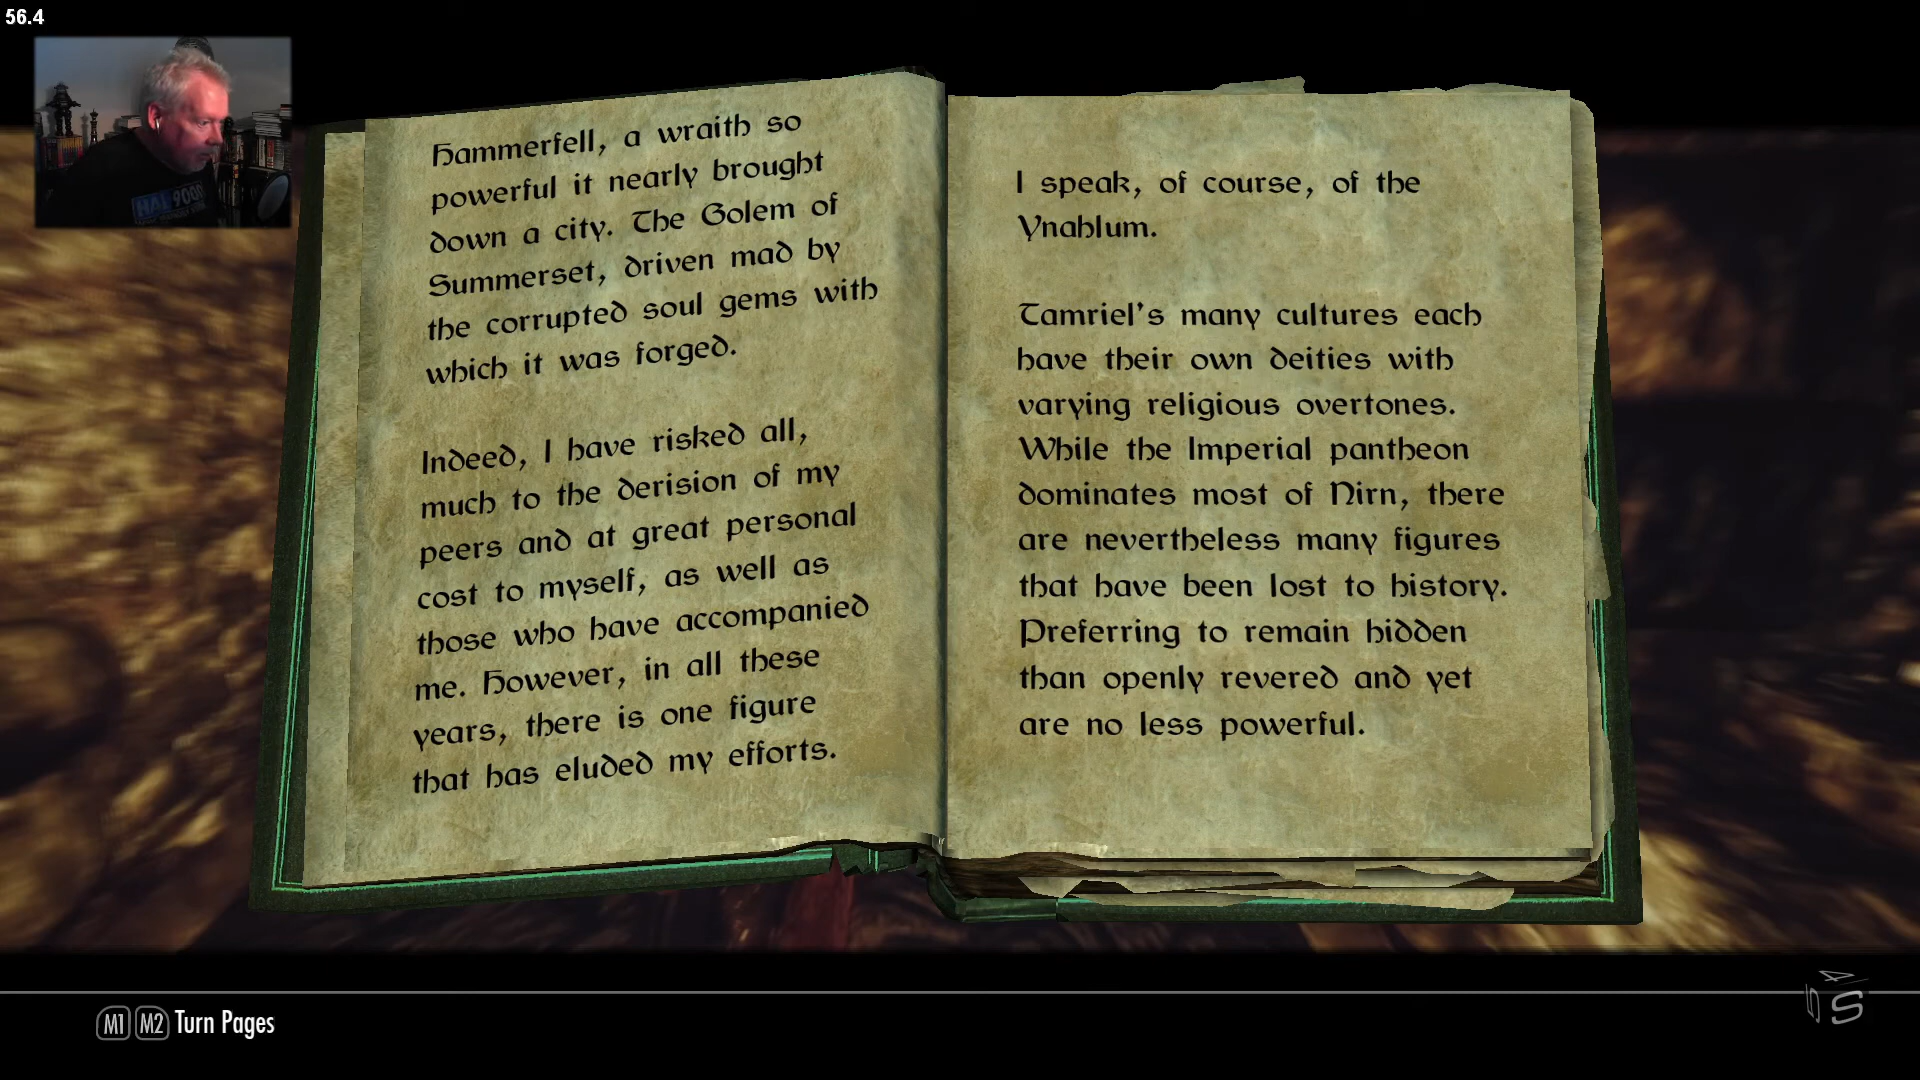 56.4
HAL 9000
Hammerfell, a wraith so
powerful it nearly brought
down a city. The Golem of
Summerset, driven mad by
the corrupted soul gems with
which it was forged.
Indeed, I have risked all,
much to the derision of my
peers and at great personal
cost to myself, as well as
those who have accompanied
me. However, in all these
years, there is one figure
that has eluded my efforts.
I speak, of course, of the
Ynahlum.
Tamriel's many cultures each
have their own deities with
varying religious overtones.
While the Imperial pantheon
dominates most of Nirn, there
are nevertheless many figures
that have been lost to history.
Preferring to remain hidden
than openly revered and yet
are no less powerful.
M1 M2 Turn Pages